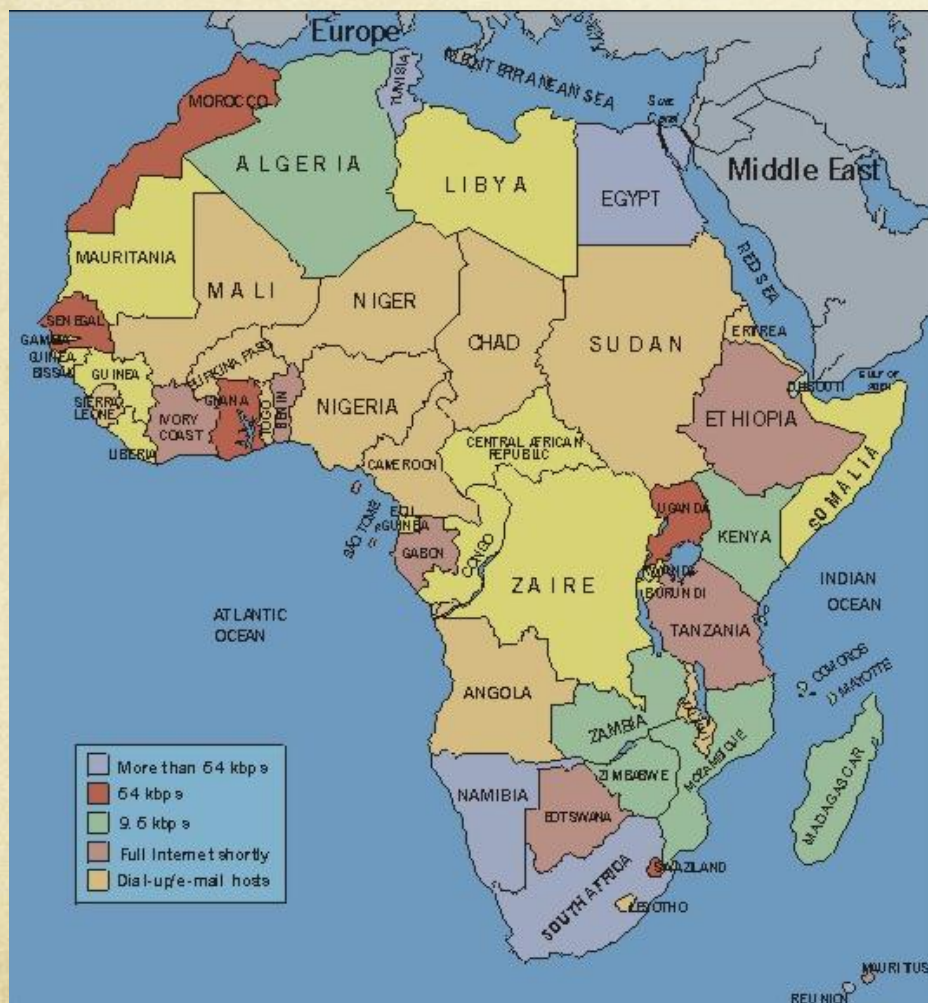 Europe
MEDITERRANEAN SEA
MOROCCO
TUNISIA
Suez
Canal
ALGERIA
LIBYA
EGYPT
Middle East
RED SEA
MAURITANIA
MALI
NIGER
CHAD
SUDAN
ERITREA
SENEGAL
GAMBIA
GUINEA
BISSAU
GUINEA
BURKINA FASO
DJIBOUTI
GULF OF
ADEN
SIERRA
LEONE
IVORY
COAST
GHANA
TOGO
BENIN
NIGERIA
ETHIOPIA
LIBERIA
CENTRAL AFRICAN
REPUBLIC
CAMEROON
SOMALIA
EQU.
GUINEA
SAO TOME
GABON
CONGO
UGANDA
KENYA
ZAIRE
RWANDA
BURUNDI
INDIAN
OCEAN
ATLANTIC
OCEAN
TANZANIA
COMOROS
MAYOTTE
ANGOLA
ZAMBIA
MALAWI
MOZAMBIQUE
ZIMBABWE
MADAGASCAR
NAMIBIA
BOTSWANA
SWAZILAND
SOUTH AFRICA
LESOTHO
MAURITIUS
REUNION
More than 64 kbps
64 kbps
9.6 kbps
Full Internet shortly
Dial-up/e-mail hosts